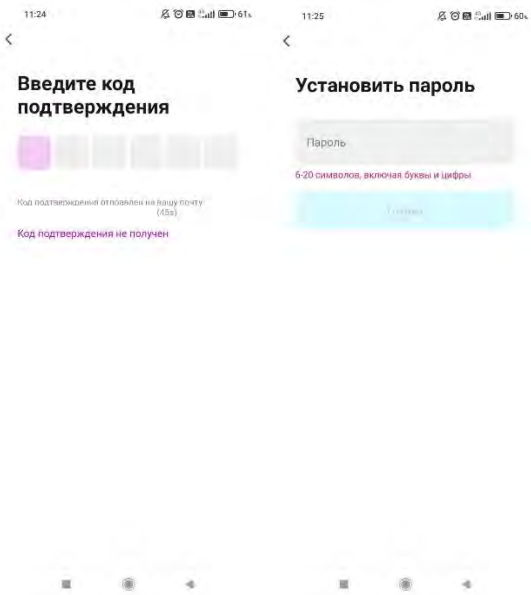 11:24
61%
Введите код
подтверждения
Код подтверждения отправлен на вашу почту
(45s)
Код подтверждения не получен
11:25
60%
Установить пароль
Пароль
6-20 символов, включая буквы и цифры